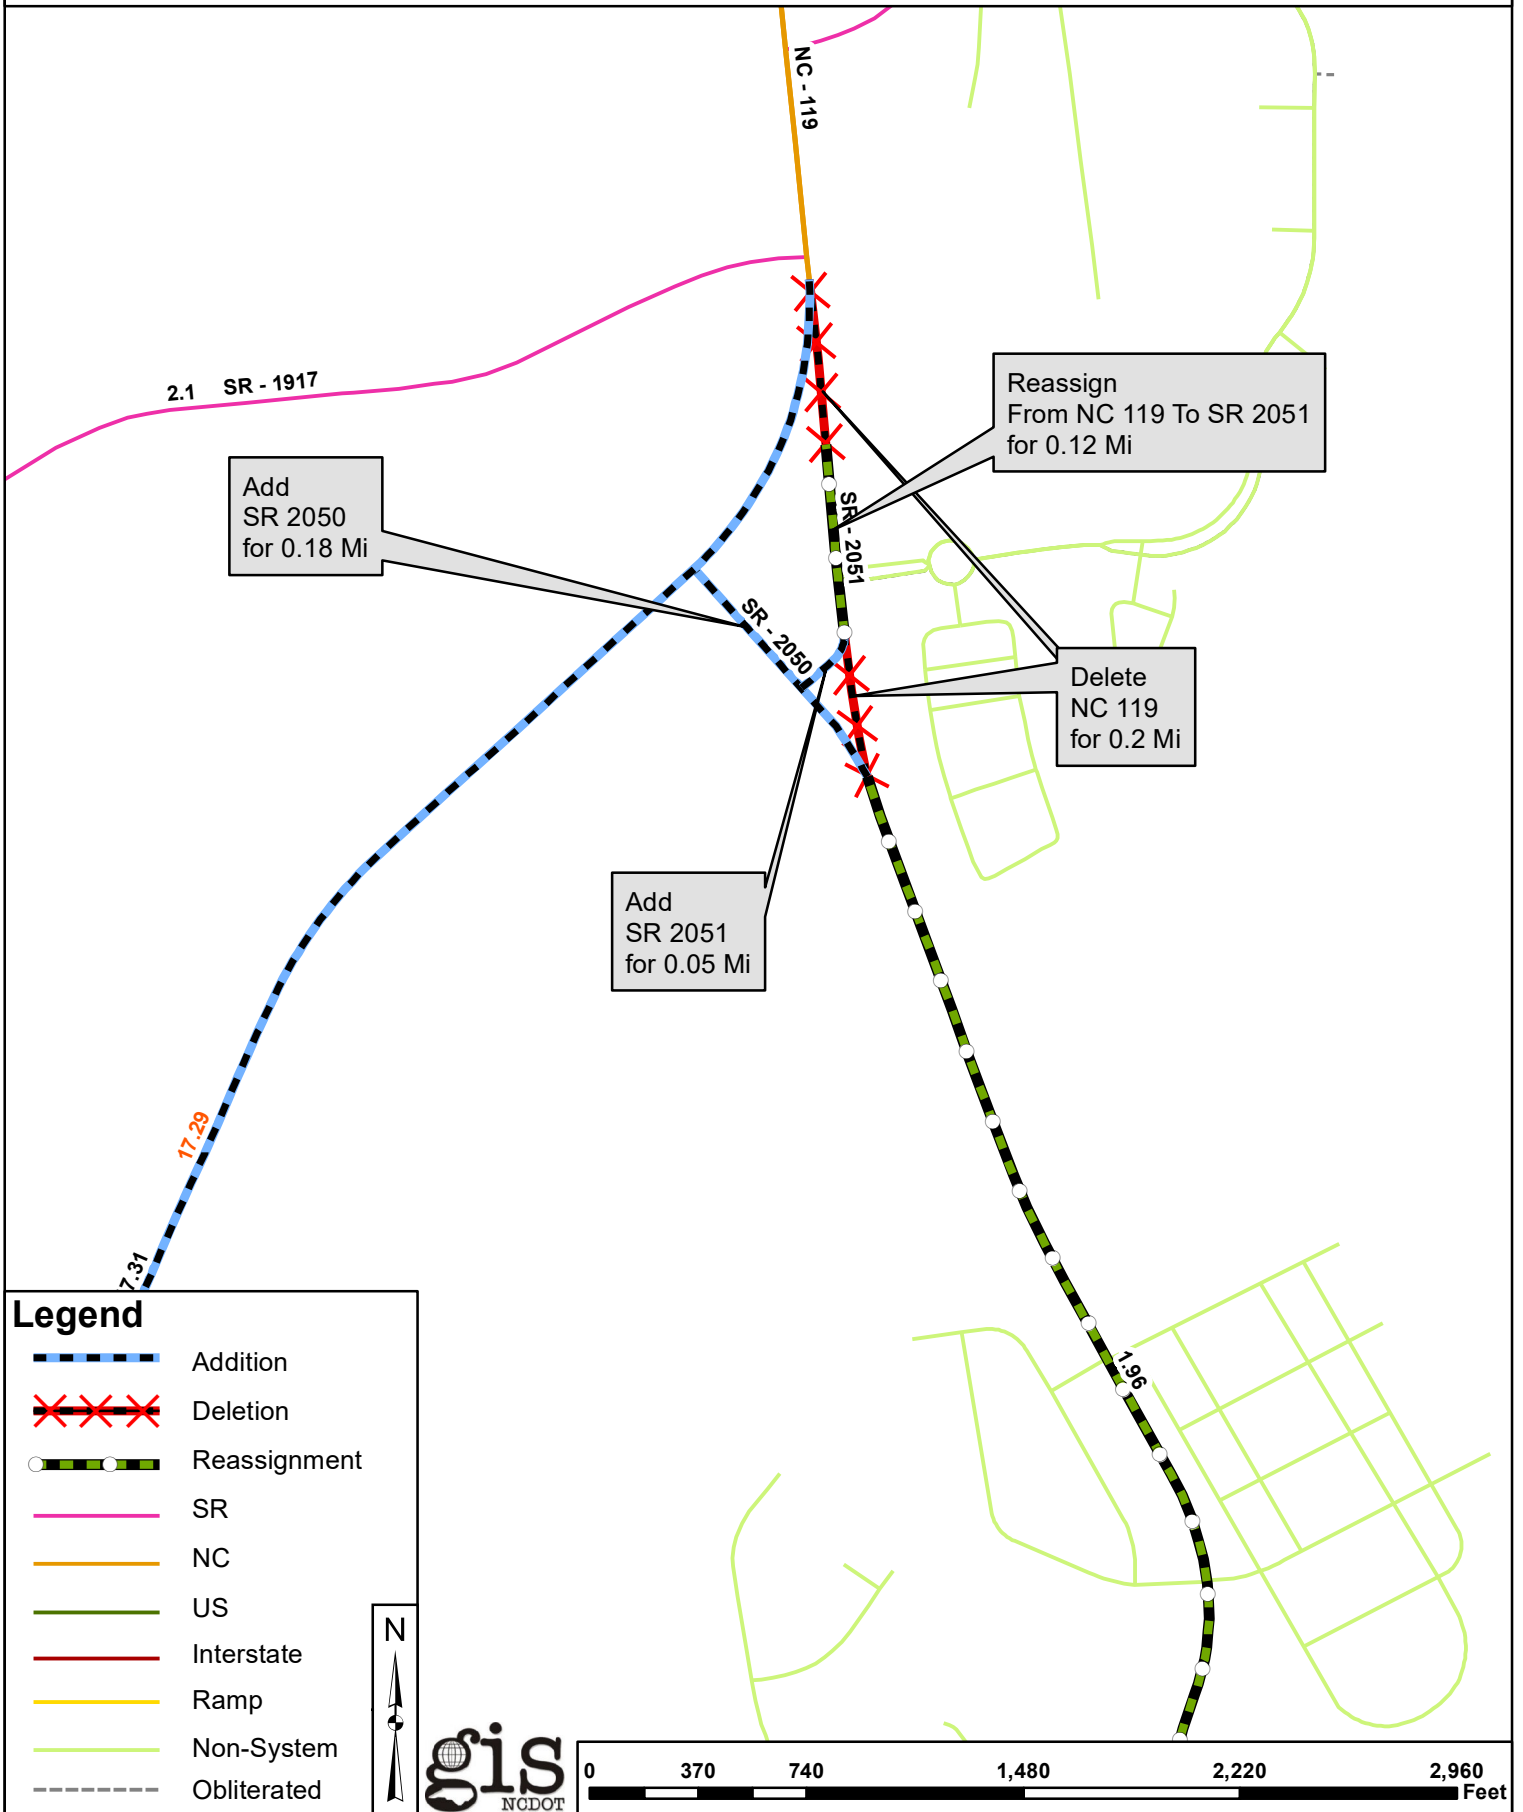 NC - 119
2.1 SR - 1917
Reassign
From NC 119 To SR 2051
for 0.12 Mi
Add
SR 2050
for 0.18 Mi
SR - 2051
SR - 2050
Delete
NC 119
for 0.2 Mi
Add
SR 2051
for 0.05 Mi
17.29
7.31
1.96
Legend
Addition
Deletion
Reassignment
SR
NC
US
Interstate
Ramp
Non-System
Obliterated
N
gis
NCDOT
0 370 740 1,480 2,220 2,960
Feet